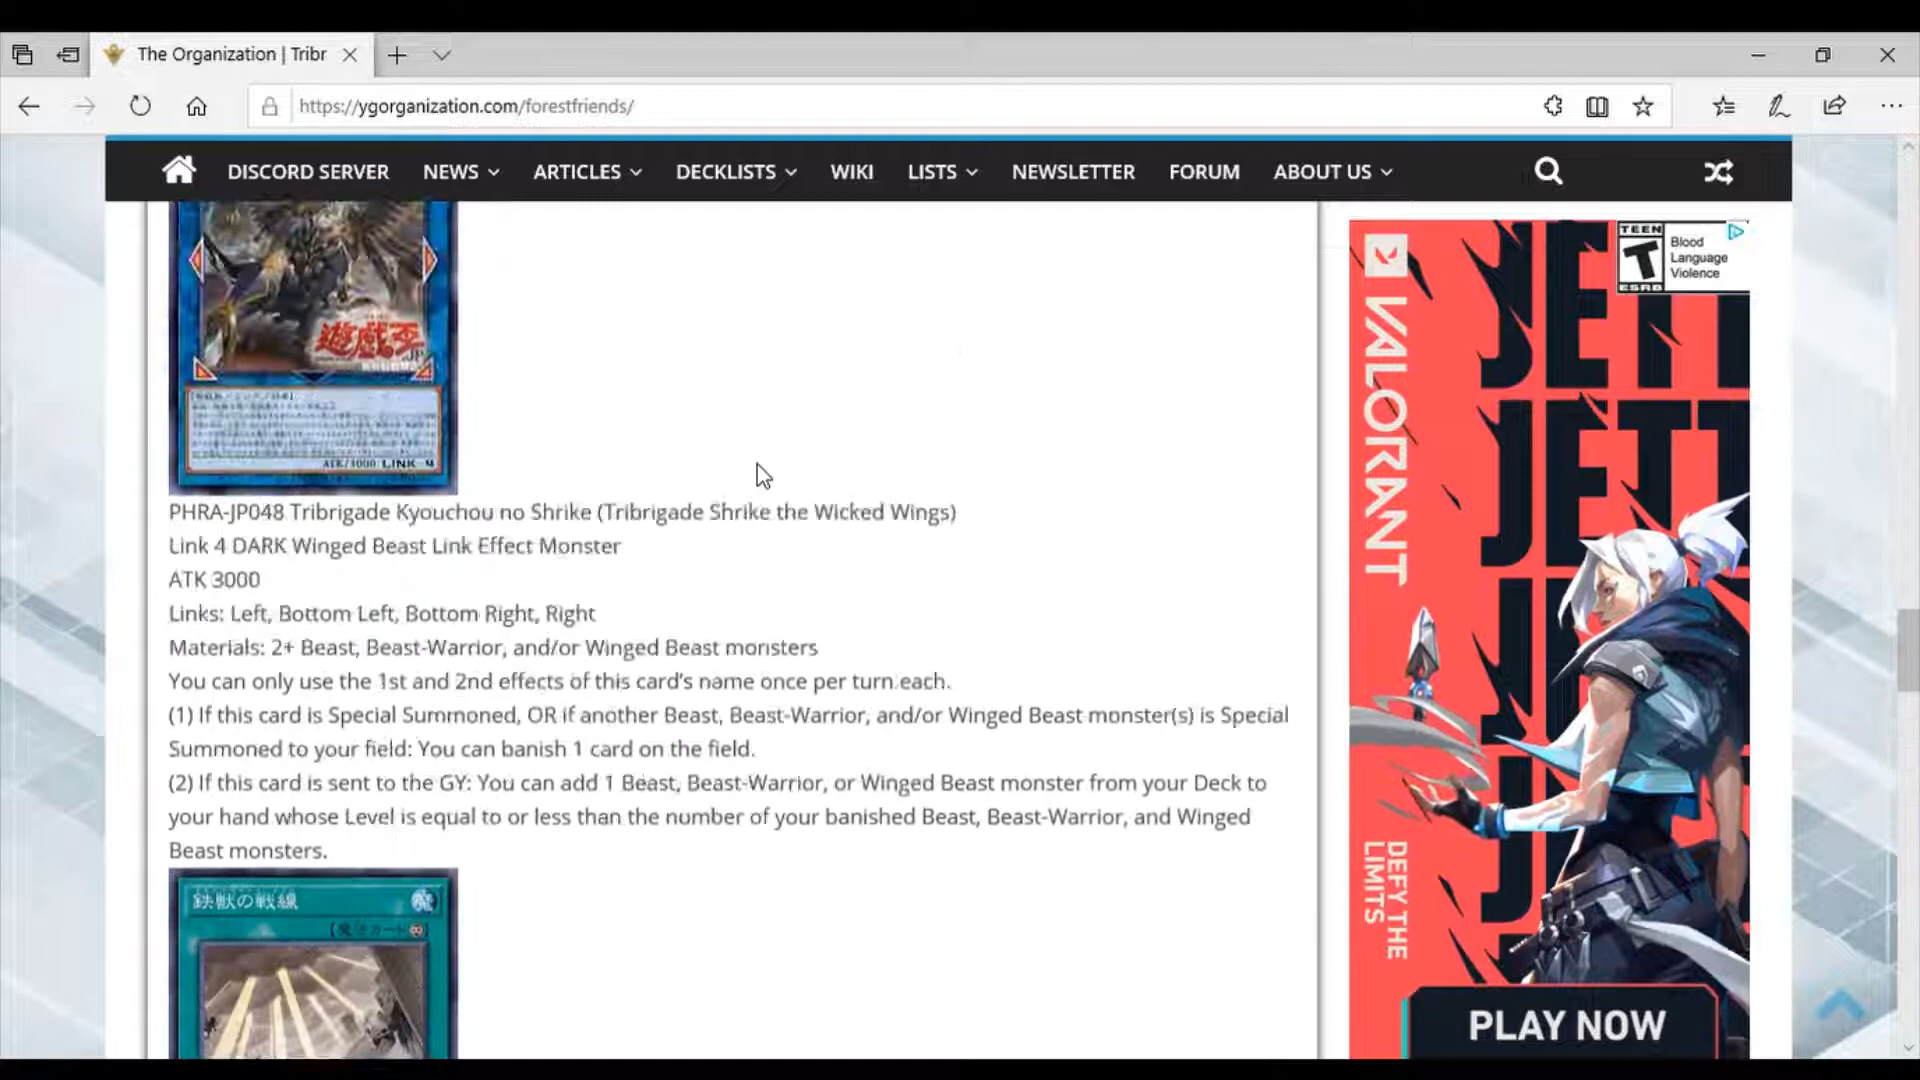 The Organization | Tribr
https://ygorganization.com/forestfriends/
DISCORD SERVER NEWS ARTICLES DECKLISTS WIKI LISTS NEWSLETTER FORUM ABOUT US
遊戯王
ATK/3000 LINK-4
PHRA-JP048 Tribrigade Kyouchou no Shrike (Tribrigade Shrike the Wicked Wings)
Link 4 DARK Winged Beast Link Effect Monster
ATK 3000
Links: Left, Bottom Left, Bottom Right, Right
Materials: 2+ Beast, Beast-Warrior, and/or Winged Beast monsters
You can only use the 1st and 2nd effects of this card's name once per turn each.
(1) If this card is Special Summoned, OR if another Beast, Beast-Warrior, and/or Winged Beast monster(s) is Special
Summoned to your field: You can banish 1 card on the field.
(2) If this card is sent to the GY: You can add 1 Beast, Beast-Warrior, or Winged Beast monster from your Deck to
your hand whose Level is equal to or less than the number of your banished Beast, Beast-Warrior, and Winged
Beast monsters.
鉄獣の戦線
TEEN
T
ESRB
Blood
Language
Violence
VALORANT
JETT
JETT
DEFY THE
LIMITS
PLAY NOW